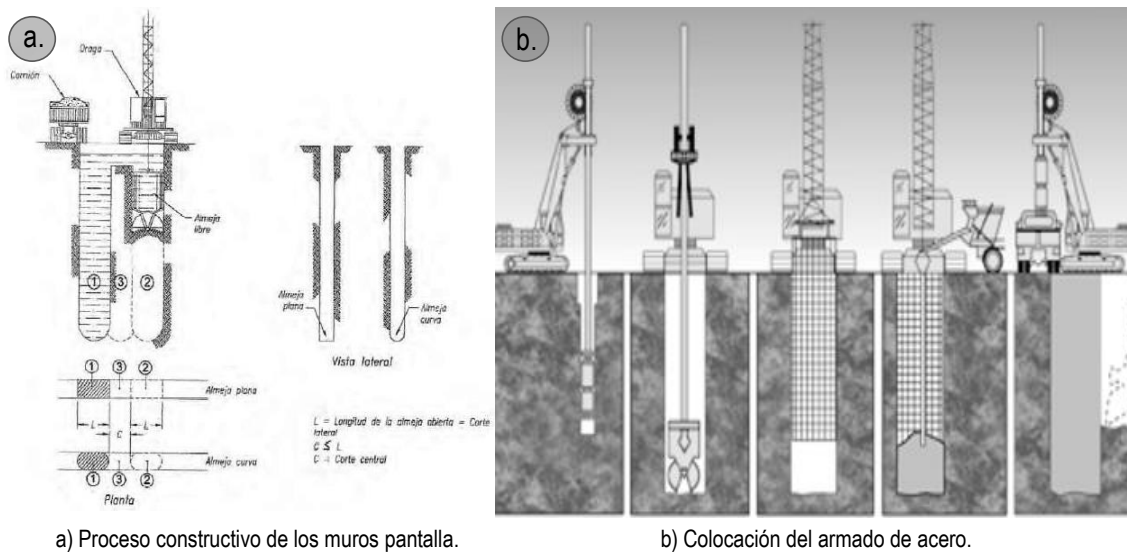 a.
b.
Draga
Camión
Almeja
libre
① ③ ②
Almeja
plana
Almeja
curva
Vista lateral
① ③ ②
Almeja plana
L C L
L = Longitud de la almeja abierta = Corte
lateral
C ≤ L
C = Corte central
Almeja curva
① ③ ②
Planta
a) Proceso constructivo de los muros pantalla.
b) Colocación del armado de acero.